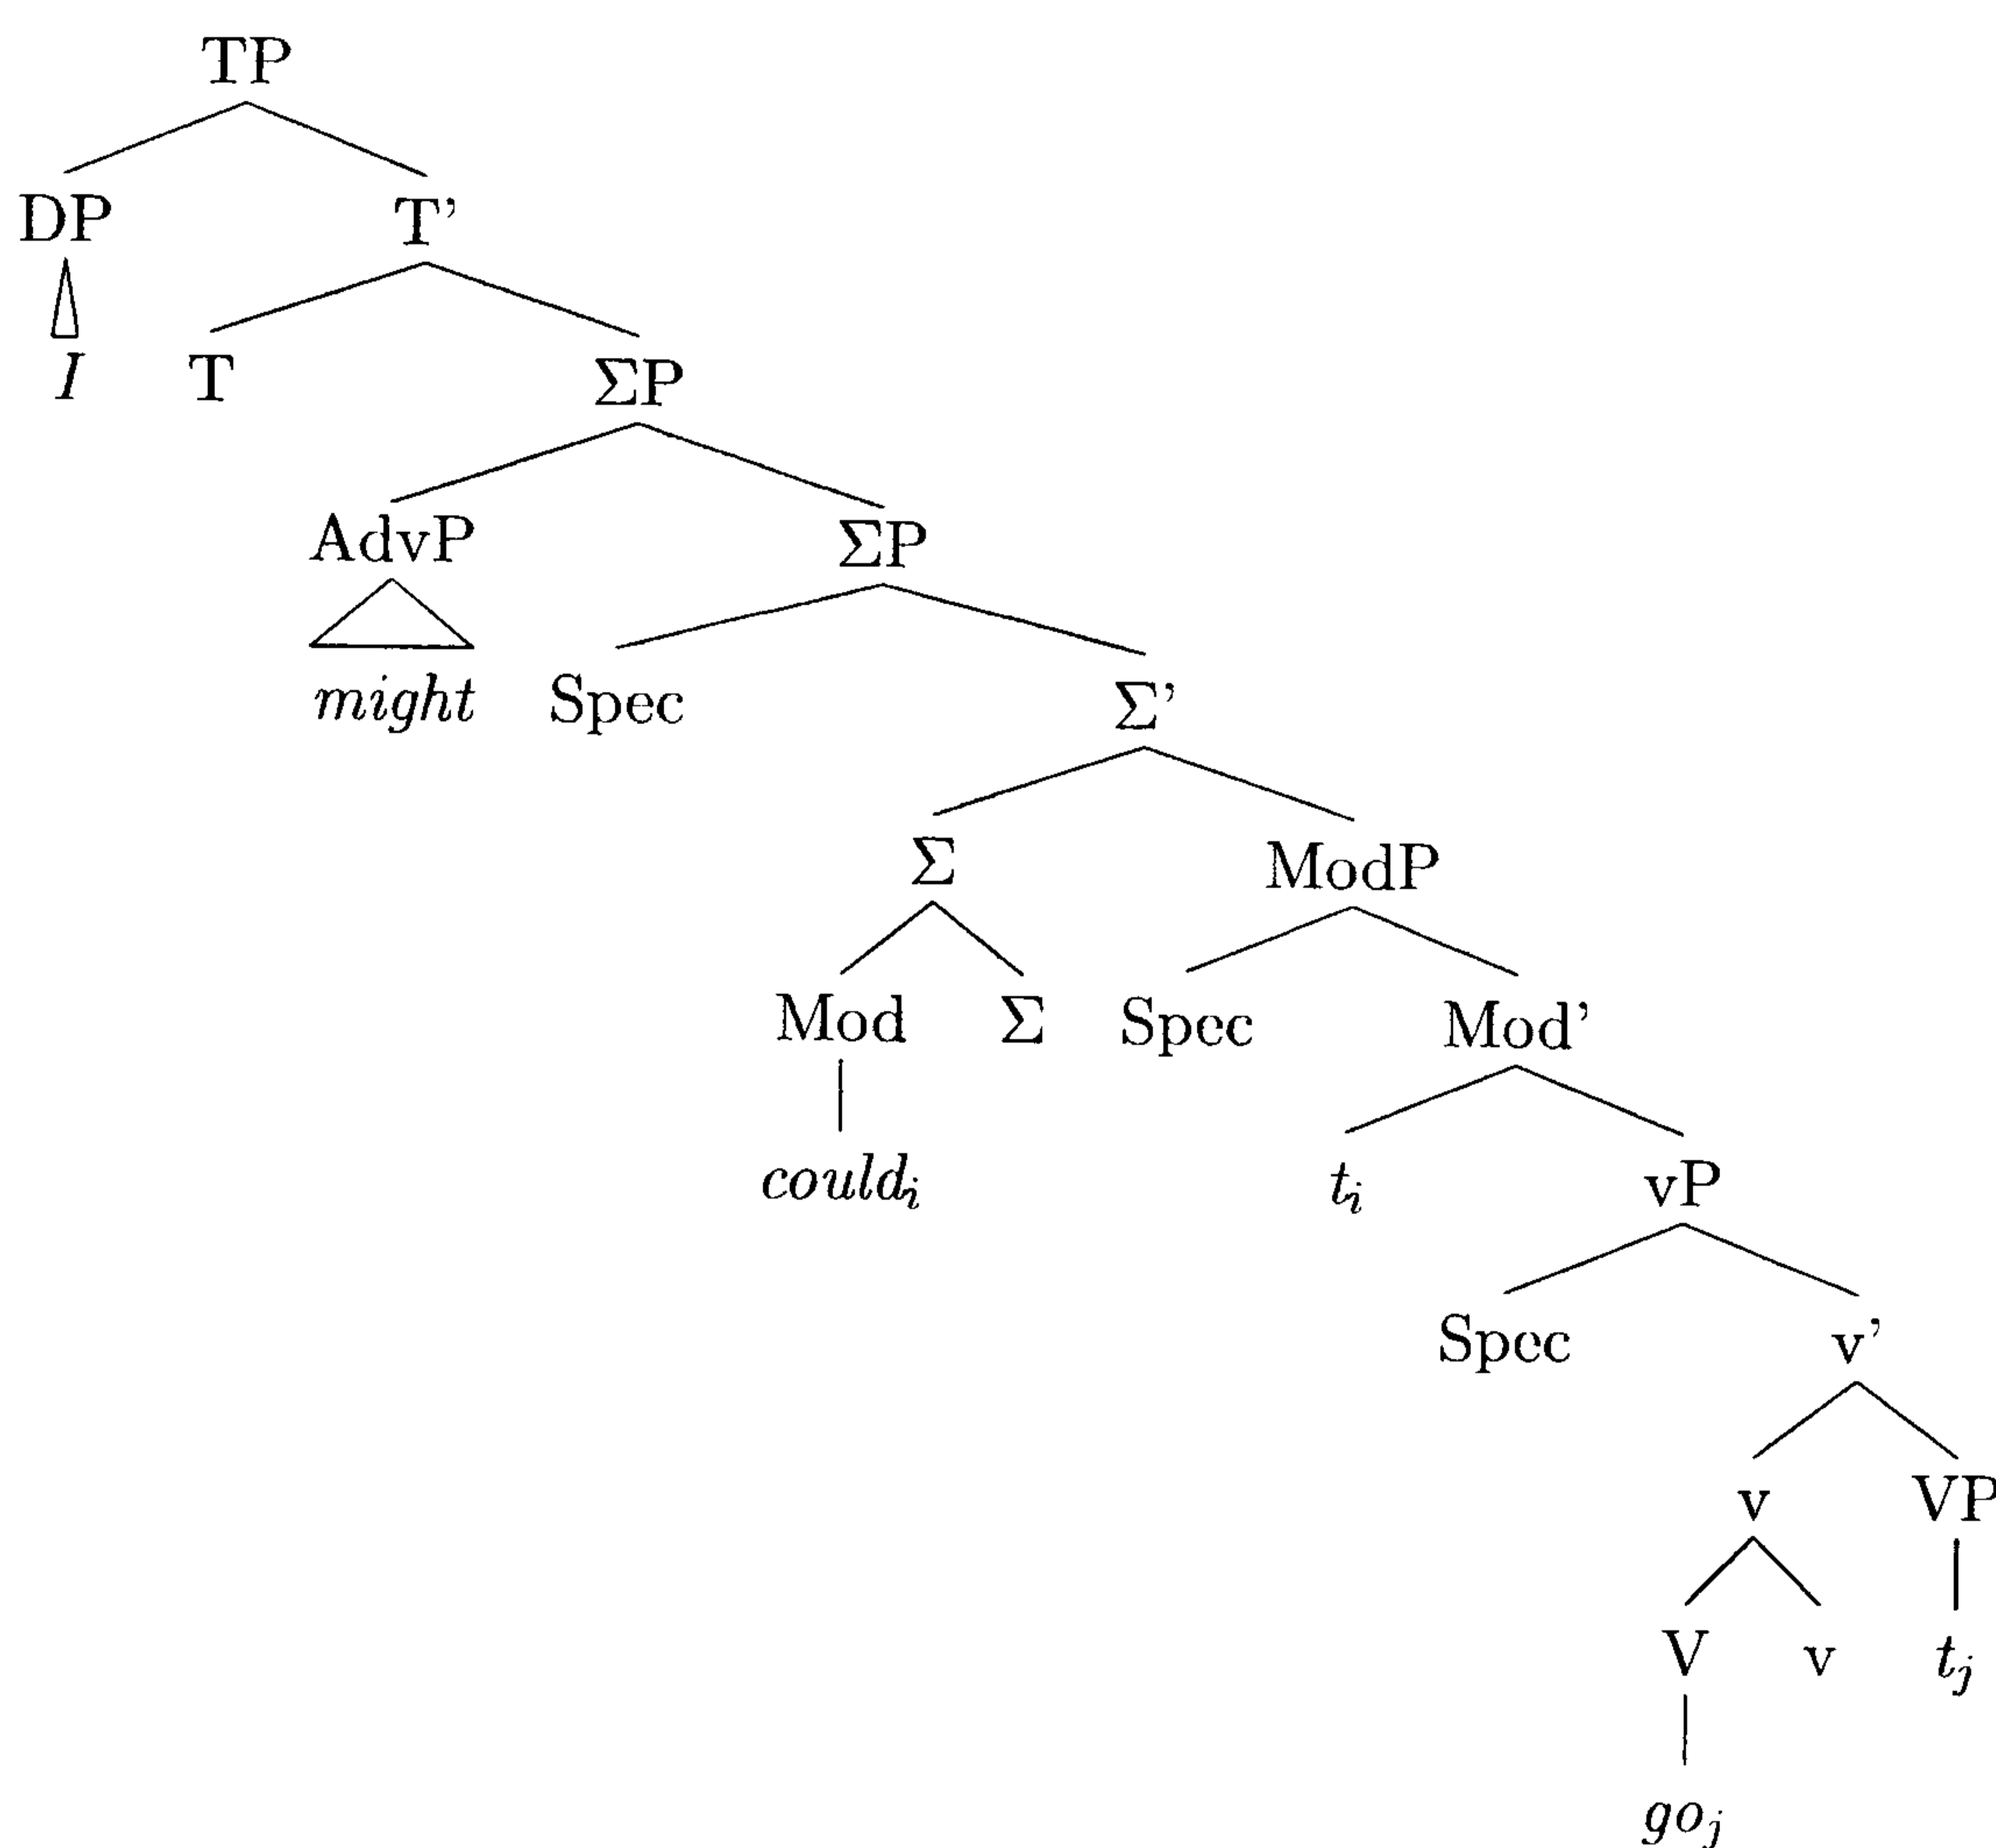 TP
DP T'
I T ΣP
AdvP ΣP
might Spec Σ'
Σ ModP
Mod Σ Spec Mod'
could_i t_i vP
Spec v'
v VP
V v t_j
go_j